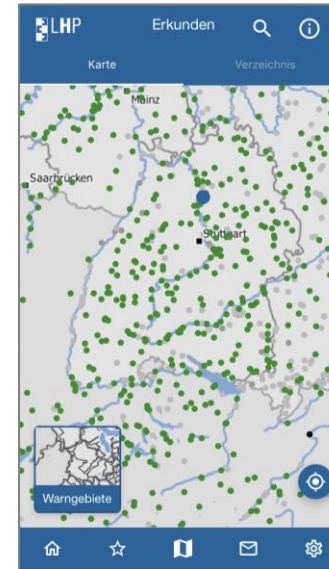 LHP
Erkunden
Karte
Verzeichnis
Mainz
Saarbrücken
Stuttgart
Warngebiete